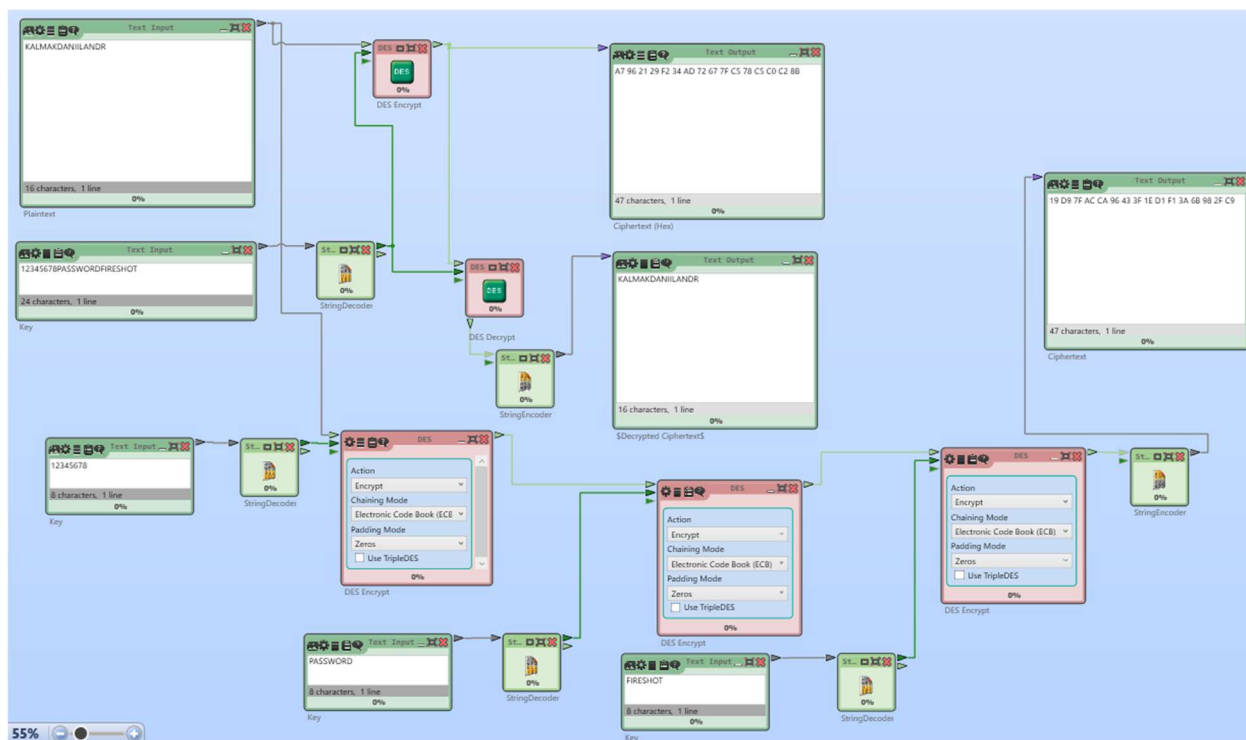 Text Input
KALMAKDANIILANDR
16 characters, 1 line
0%
Plaintext
DES
DES
0%
DES Encrypt
Text Output
A7 96 21 29 F2 34 AD 72 67 7F C5 78 C5 C0 C2 8B
47 characters, 1 line
0%
Ciphertext (Hex)
Text Output
19 D9 7F AC CA 96 43 3F 1E D1 F1 3A 6B 98 2F C9
47 characters, 1 line
0%
Ciphertext
Text Input
12345678PASSWORDFIRESHOT
24 characters, 1 line
0%
Key
St...
0%
StringDecoder
DES
DES
0%
DES Decrypt
Text Output
KALMAKDANIILANDR
16 characters, 1 line
0%
$Decrypted Ciphertext$
St...
0%
StringEncoder
Text Input
12345678
8 characters, 1 line
0%
Key
St...
0%
StringDecoder
DES
Action
Encrypt
Chaining Mode
Electronic Code Book (ECE
Padding Mode
Zeros
Use TripleDES
0%
DES Encrypt
DES
Action
Encrypt
Chaining Mode
Electronic Code Book (ECB)
Padding Mode
Zeros
Use TripleDES
0%
DES Encrypt
DES
Action
Encrypt
Chaining Mode
Electronic Code Book (ECB)
Padding Mode
Zeros
Use TripleDES
0%
DES Encrypt
St...
0%
StringEncoder
Text Input
PASSWORD
8 characters, 1 line
0%
Key
St...
0%
StringDecoder
Text Input
FIRESHOT
8 characters, 1 line
0%
Key
St...
0%
StringDecoder
55%